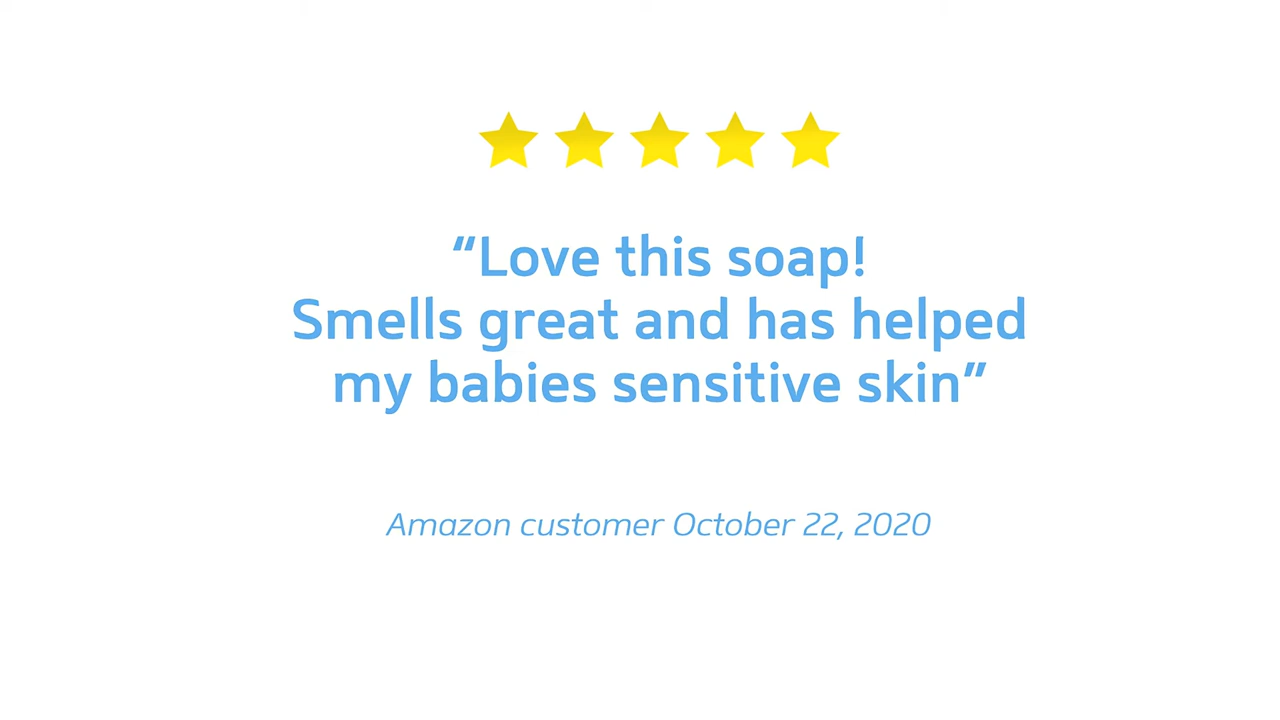 “Love this soap!
Smells great and has helped
my babies sensitive skin”
Amazon customer October 22, 2020